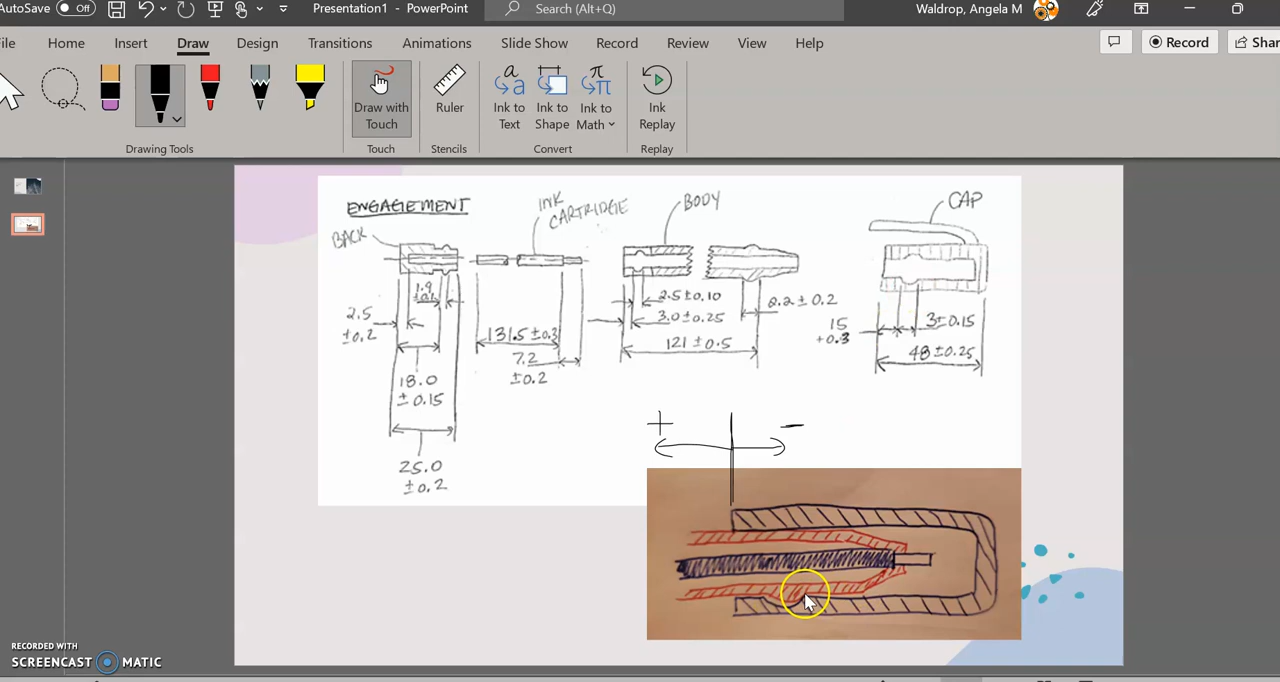 AutoSave Off
Presentation1 - PowerPoint
Search (Alt+Q)
Waldrop, Angela M
File Home Insert Draw Design Transitions Animations Slide Show Record Review View Help
Record
Shar
Draw with
Touch
Ruler
Ink to
Text
Ink to
Shape
Ink to
Math
Ink
Replay
Drawing Tools
Touch
Stencils
Convert
Replay
ENGAGEMENT
BACK
INK
CARTRIDGE
BODY
CAP
1.9
±0.1
2.5
±0.2
18.0
±0.15
25.0
±0.2
131.5±0.3
7.2
±0.2
2.5±0.10
3.0±0.25
121±0.5
2.2±0.2
15
+0.3
3±0.15
48±0.25
+
-
RECORDED WITH
SCREENCAST MATIC